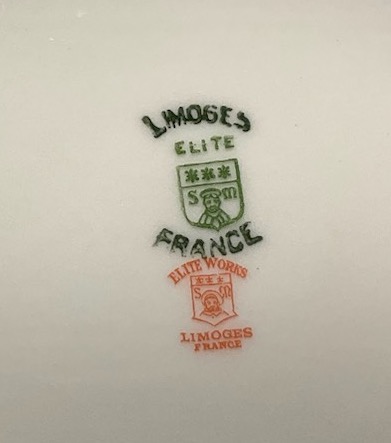 LIMOGES
ELITE
S M
FRANCE
ELITE WORKS
S M
LIMOGES
FRANCE